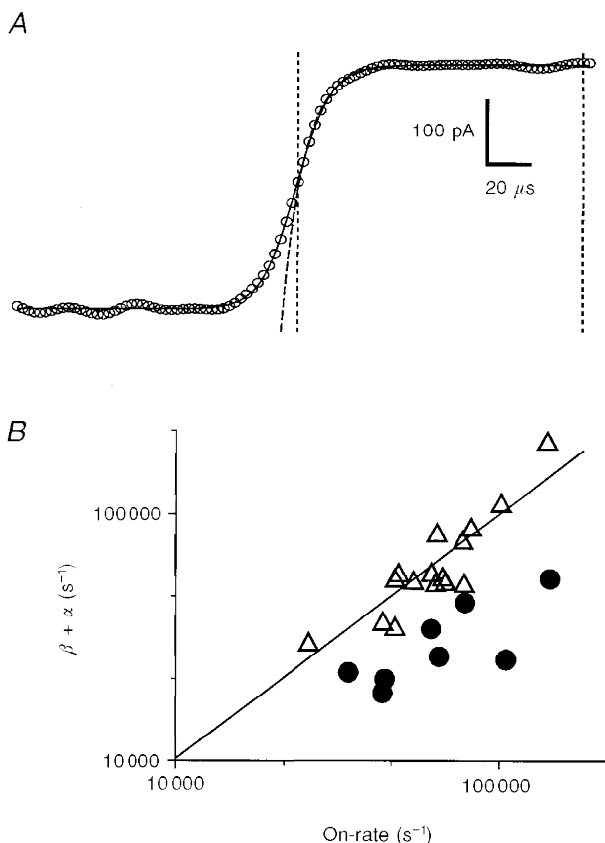 A
100 pA
20 μs
B
100000
β + α (s⁻¹)
10000
10000
100000
On-rate (s⁻¹)